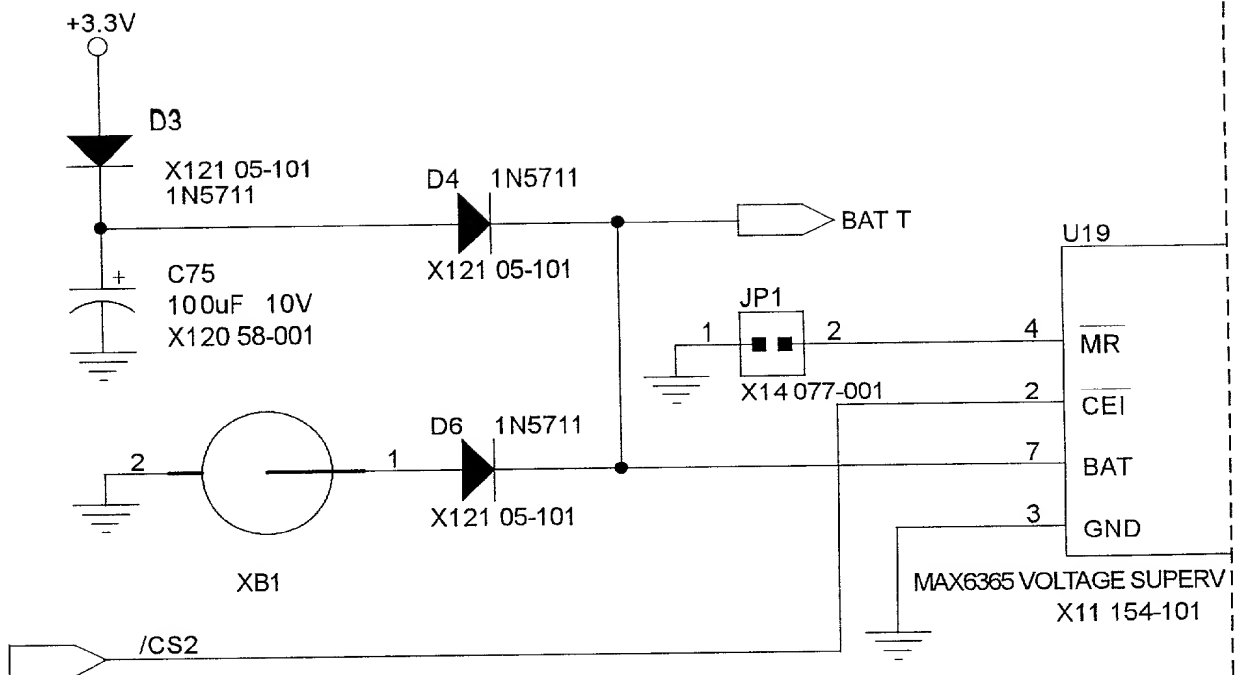 +3.3V
D3
X121 05-101
1N5711
D4 1N5711
X121 05-101
BAT T
C75
100uF 10V
X120 58-001
+
JP1
1 2
X14 077-001
U19
4 MR
2 CEI
7 BAT
3 GND
D6 1N5711
2 1
X121 05-101
XB1
MAX6365 VOLTAGE SUPERV
X11 154-101
/CS2